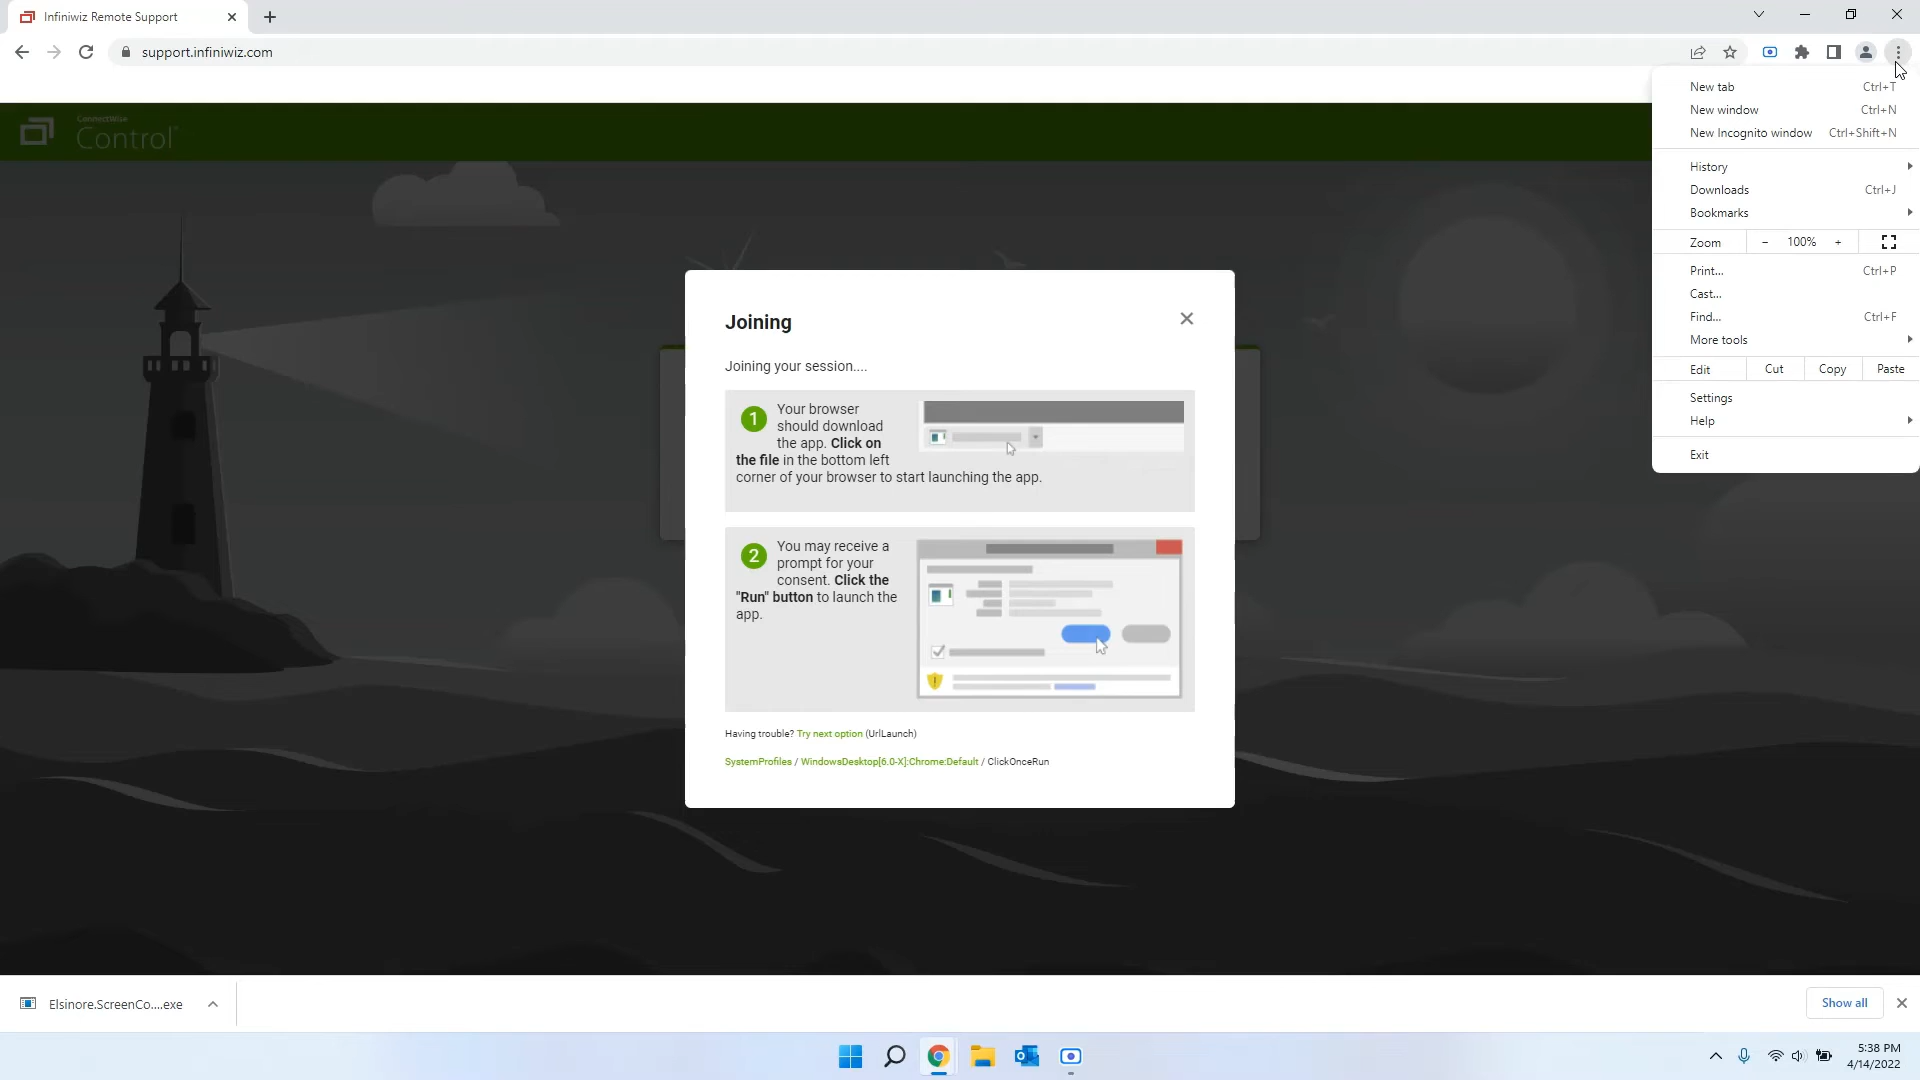 Infiniwiz Remote Support
support.infiniwiz.com
New tab Ctrl+T
New window Ctrl+N
New Incognito window Ctrl+Shift+N
History
Downloads Ctrl+J
Bookmarks
Zoom - 100% +
Print... Ctrl+P
Cast...
Find... Ctrl+F
More tools
Edit Cut Copy Paste
Settings
Help
Exit
ConnectWise
Control
Joining
Joining your session....
1 Your browser
should download
the app. Click on
the file in the bottom left
corner of your browser to start launching the app.
2 You may receive a
prompt for your
consent. Click the
"Run" button to launch the
app.
Having trouble? Try next option (UrlLaunch)
SystemProfiles / WindowsDesktop[6.0-X]:Chrome:Default / ClickOnceRun
Elsinore.ScreenCo....exe
Show all
5:38 PM
4/14/2022